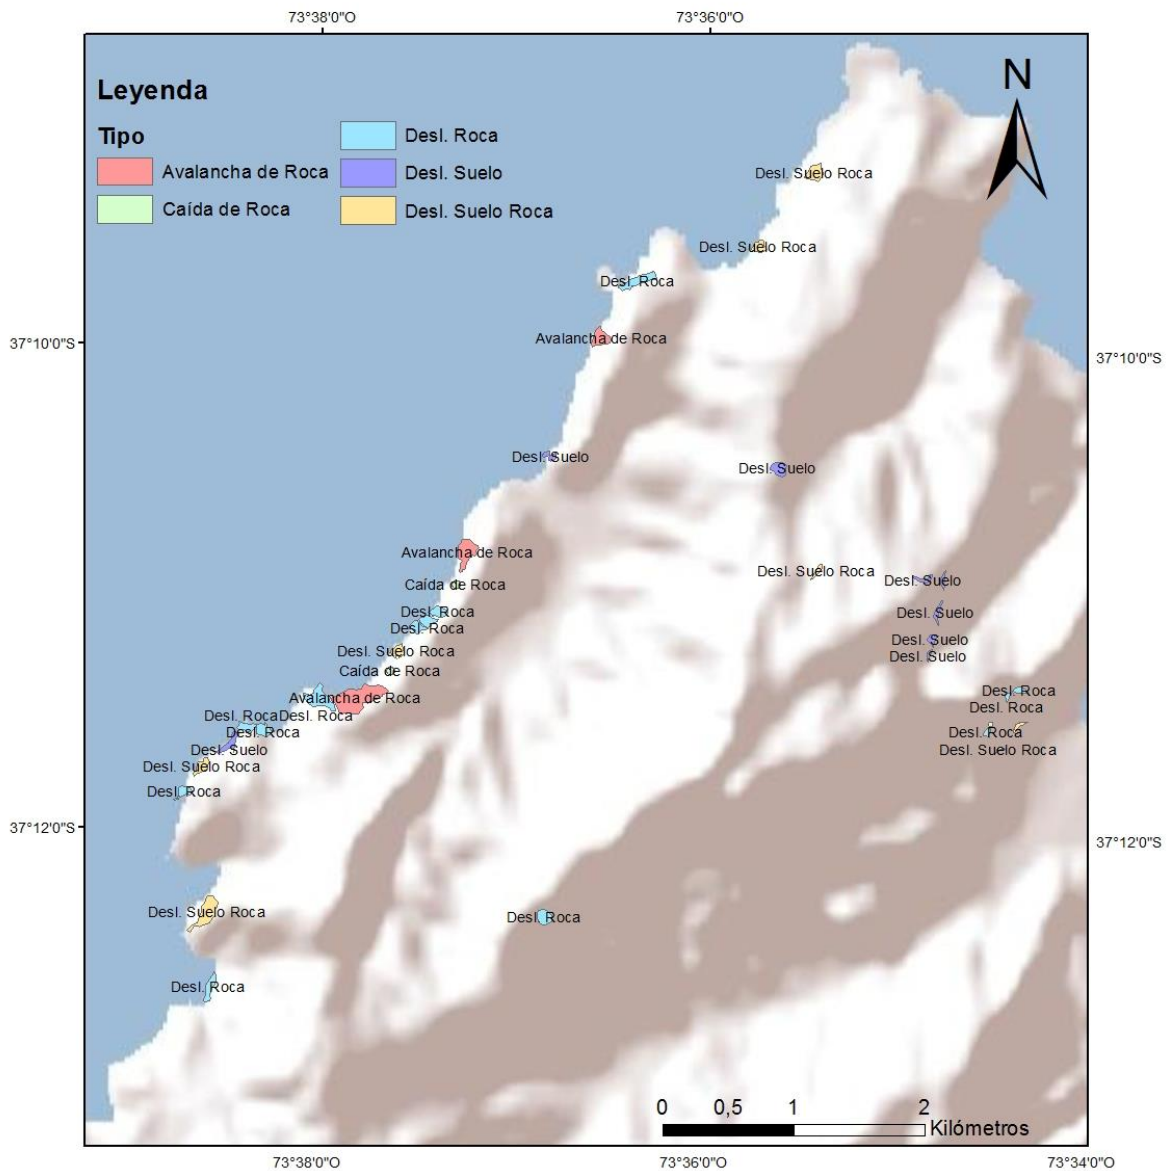 73°38'0"O
73°36'0"O
Leyenda
Tipo
Avalancha de Roca
Caída de Roca
Desl. Roca
Desl. Suelo
Desl. Suelo Roca
N
Desl. Suelo Roca
Desl. Suelo Roca
Desl. Roca
Avalancha de Roca
37°10'0"S
37°10'0"S
Desl. Suelo
Desl. Suelo
Avalancha de Roca
Desl. Suelo Roca
Desl. Suelo
Caída de Roca
Desl. Roca
Desl. Suelo
Desl. Roca
Desl. Suelo
Desl. Suelo Roca
Desl. Suelo
Caída de Roca
Avalancha de Roca
Desl. Roca
Desl. Roca
Desl. Roca
Desl. Roca
Desl. Roca
Desl. Roca
Desl. Suelo
Desl. Suelo Roca
Desl. Suelo Roca
Desl. Roca
37°12'0"S
37°12'0"S
Desl. Suelo Roca
Desl. Roca
Desl. Roca
0 0,5 1 2
Kilómetros
73°38'0"O
73°36'0"O
73°34'0"O